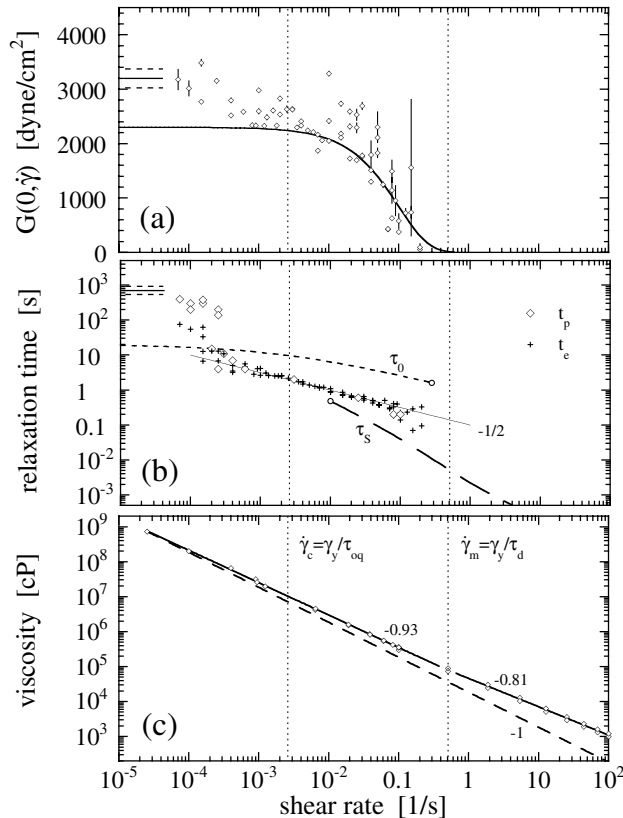 4000
3000
2000
1000
0
G(0,γ̇) [dyne/cm²]
(a)
10³
10²
10
1
0.1
10⁻²
10⁻³
relaxation time [s]
t_p
t_e
τ₀
τ_S
-1/2
(b)
10⁹
10⁸
10⁷
10⁶
10⁵
10⁴
10³
viscosity [cP]
γ̇_c=γ_y/τ_oq
γ̇_m=γ_y/τ_d
-0.93
-0.81
-1
(c)
10⁻⁵ 10⁻⁴ 10⁻³ 10⁻² 0.1 1 10 10²
shear rate [1/s]